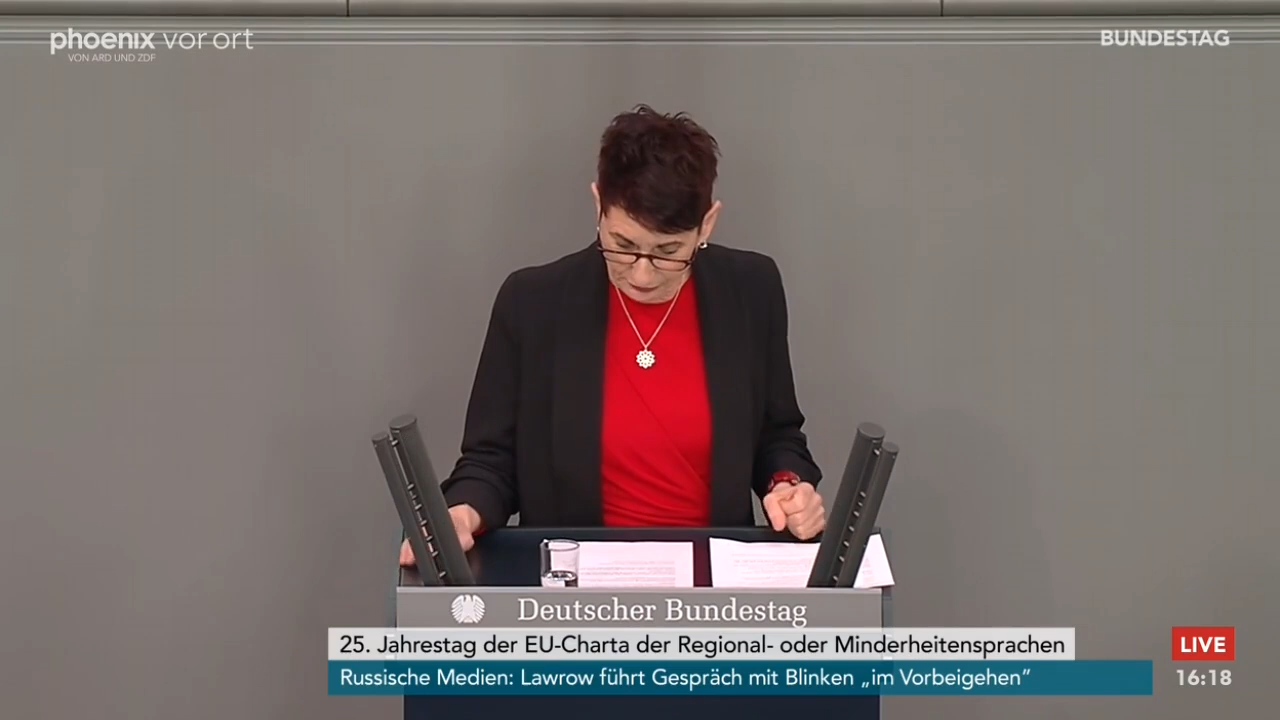 phoenix vor ort
VON ARD UND ZDF
BUNDESTAG
Deutscher Bundestag
25. Jahrestag der EU-Charta der Regional- oder Minderheitensprachen
Russische Medien: Lawrow führt Gespräch mit Blinken „im Vorbeigehen”
LIVE
16:18